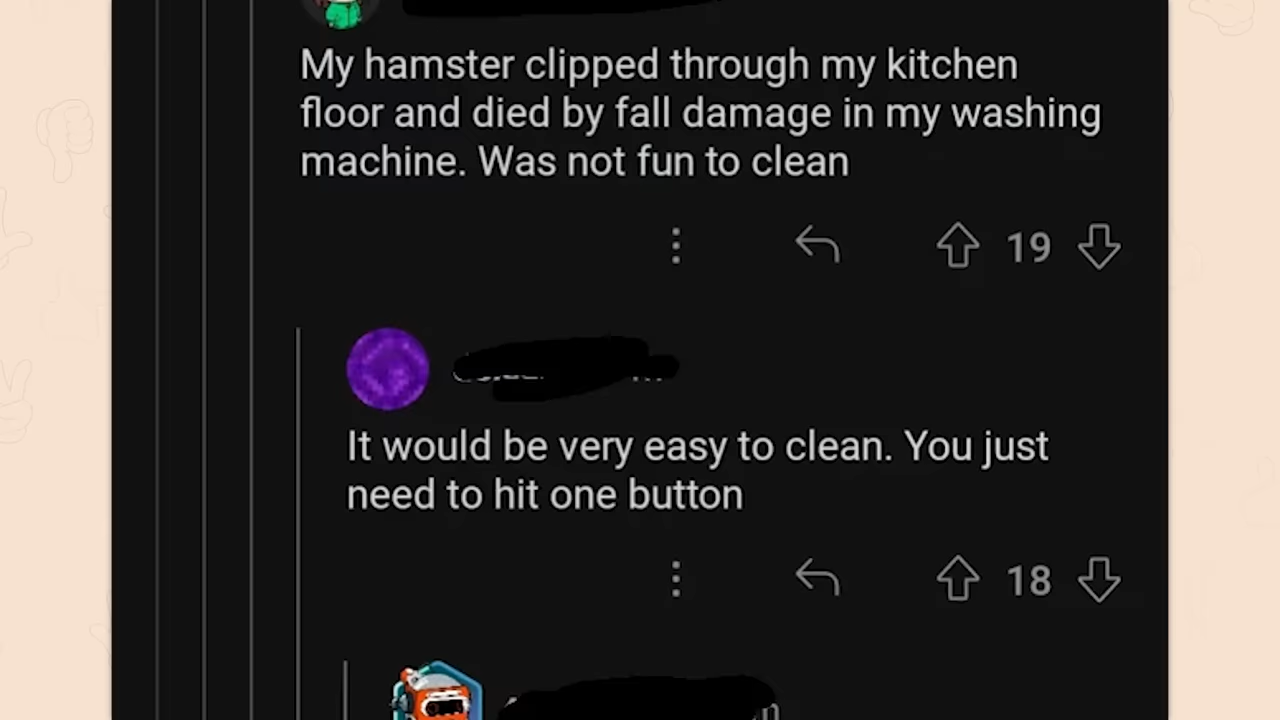 My hamster clipped through my kitchen
floor and died by fall damage in my washing
machine. Was not fun to clean
19
It would be very easy to clean. You just
need to hit one button
18